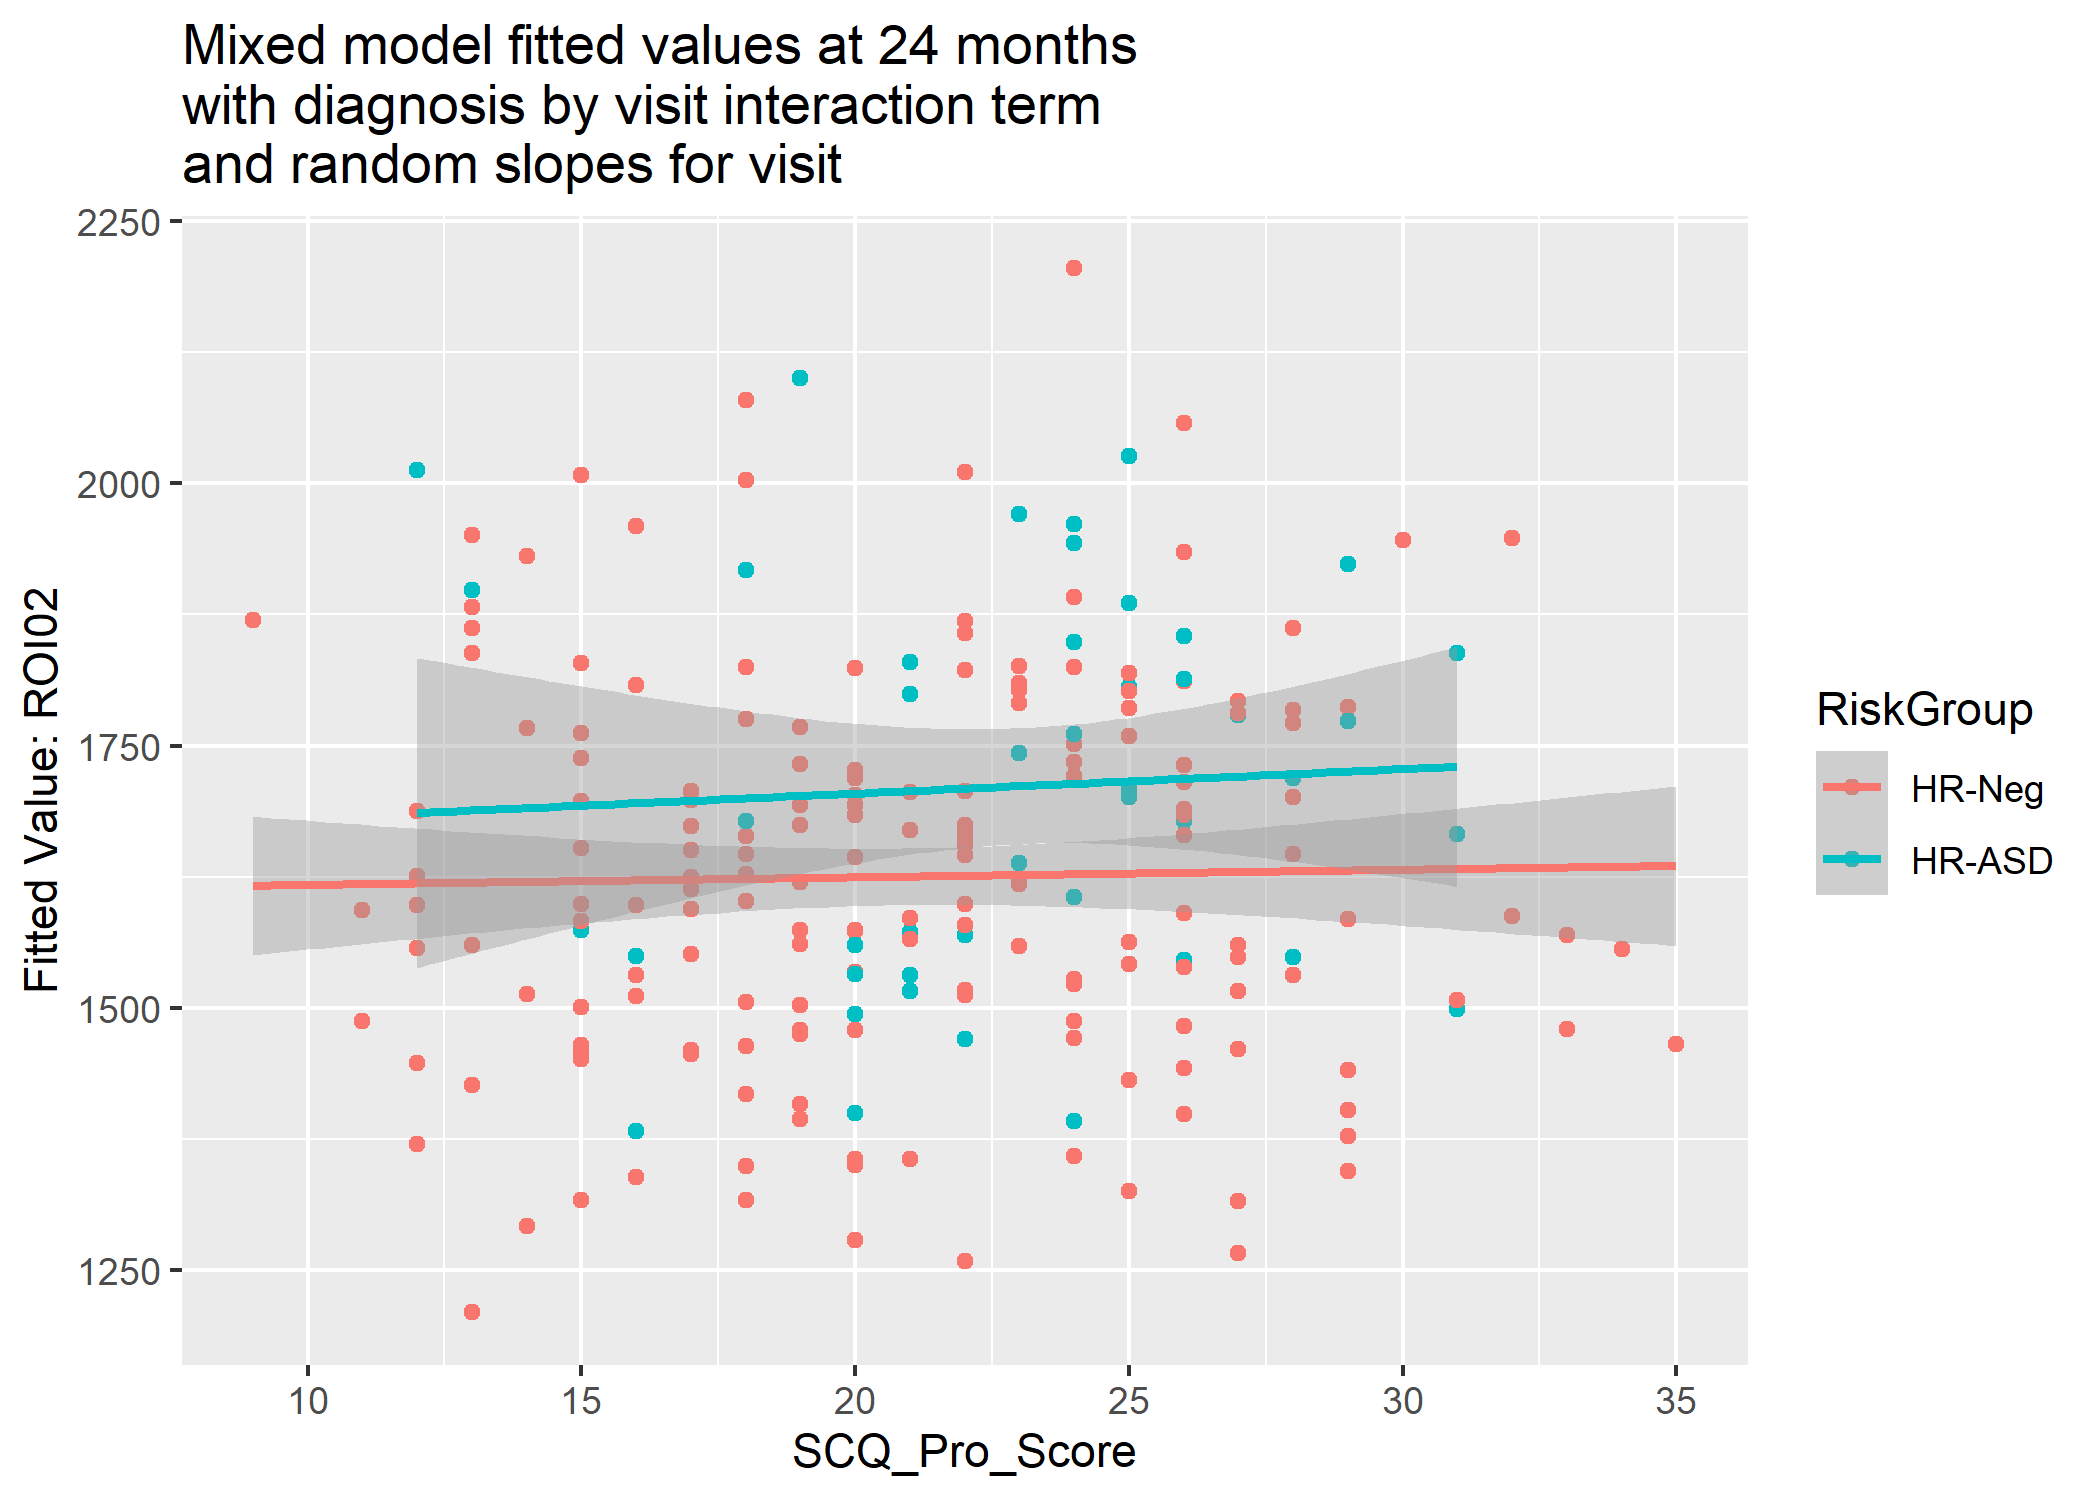 Mixed model fitted values at 24 months
with diagnosis by visit interaction term
and random slopes for visit
2250
2000
1750
1500
1250
Fitted Value: ROI02
10 15 20 25 30 35
SCQ_Pro_Score
RiskGroup
HR-Neg
HR-ASD